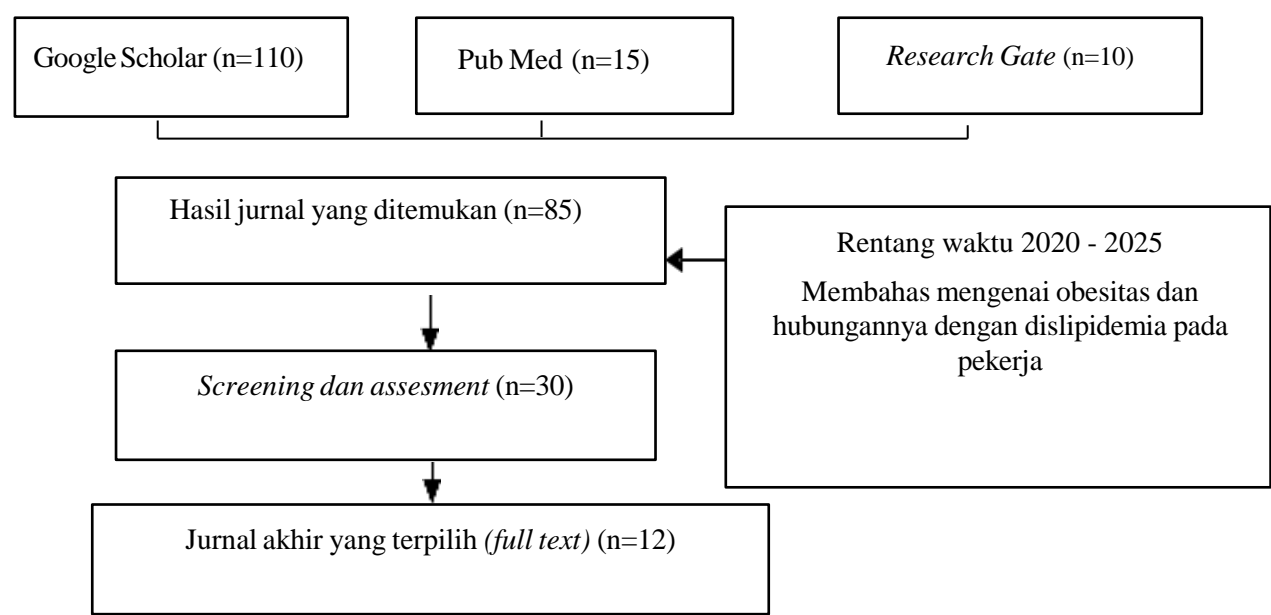 Google Scholar (n=110)
Pub Med (n=15)
Research Gate (n=10)
Hasil jurnal yang ditemukan (n=85)
Rentang waktu 2020 - 2025
Membahas mengenai obesitas dan
hubungannya dengan dislipidemia pada
pekerja
Screening dan assesment (n=30)
Jurnal akhir yang terpilih (full text) (n=12)